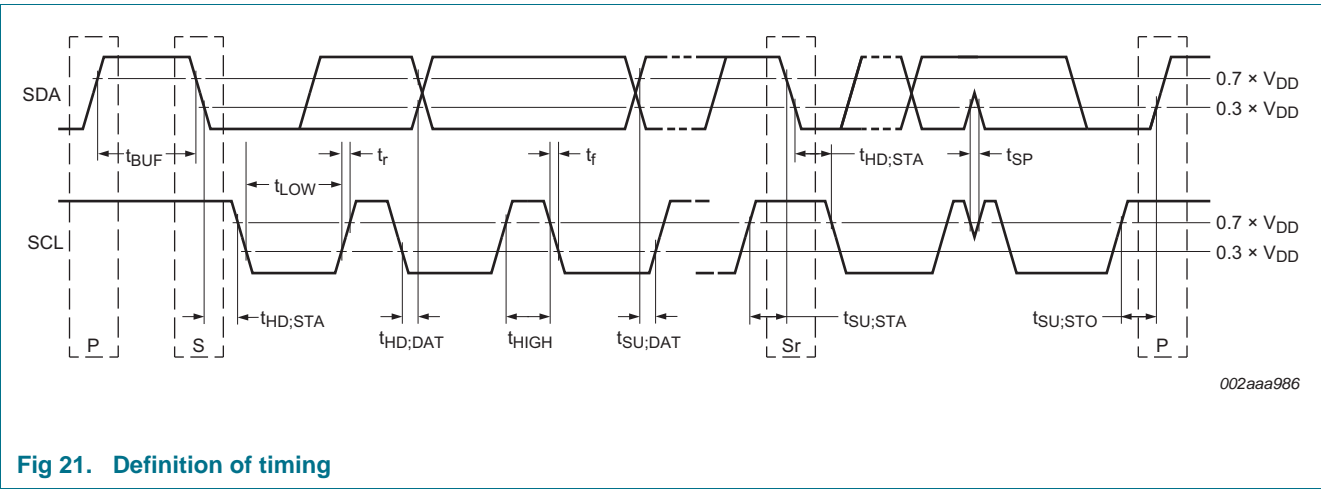 SDA
0.7 × VDD
0.3 × VDD
tBUF
tr
tf
tHD;STA
tSP
tLOW
SCL
0.7 × VDD
0.3 × VDD
tHD;STA
tHD;DAT
tHIGH
tSU;DAT
tSU;STA
tSU;STO
P
S
Sr
P
002aaa986
Fig 21. Definition of timing